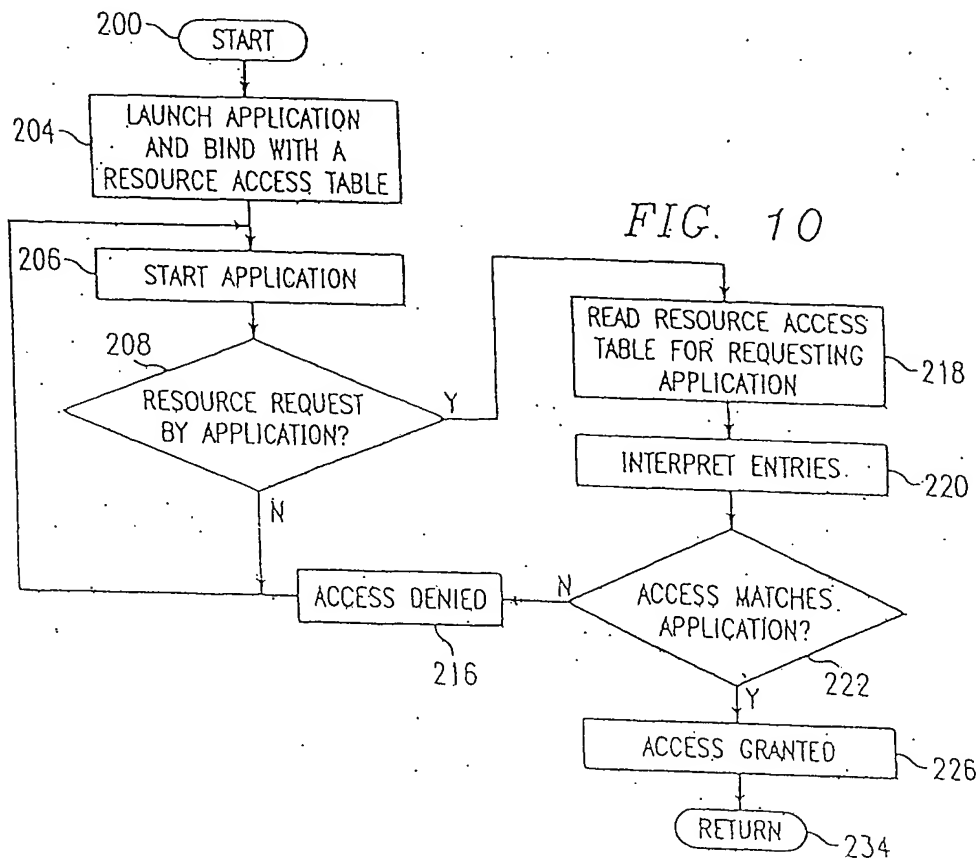 200
START
204
LAUNCH APPLICATION
AND BIND WITH A
RESOURCE ACCESS TABLE
FIG. 10
206
START APPLICATION
208
RESOURCE REQUEST
BY APPLICATION?
Y
N
READ RESOURCE ACCESS
TABLE FOR REQUESTING
APPLICATION
218
INTERPRET ENTRIES.
220
ACCESS MATCHES
APPLICATION?
222
N
Y
ACCESS DENIED
216
ACCESS GRANTED
226
RETURN
234